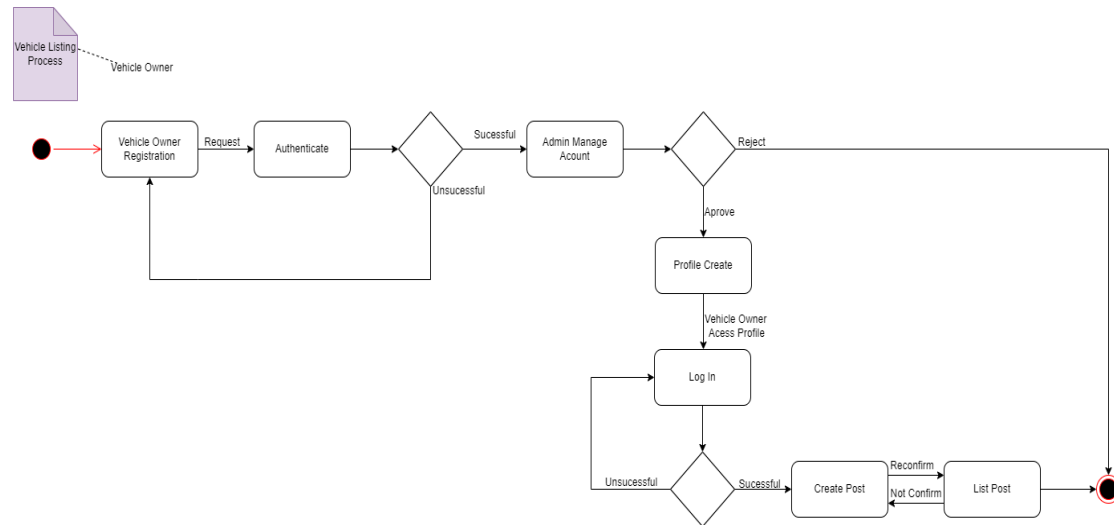 Vehicle Listing
Process
Vehicle Owner
Vehicle Owner
Registration
Request
Authenticate
Sucessful
Unsucessful
Admin Manage
Acount
Reject
Aprove
Profile Create
Vehicle Owner
Acess Profile
Log In
Unsucessful
Sucessful
Create Post
Reconfirm
Not Confirm
List Post